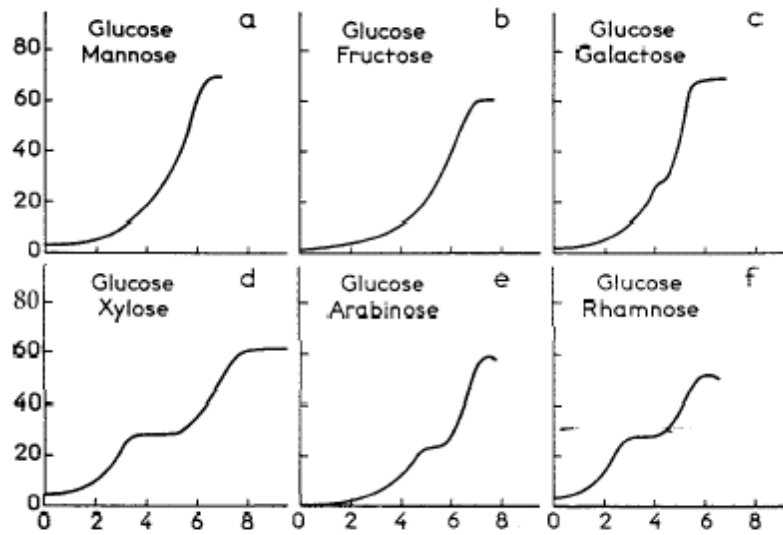 Glucose
Mannose
a
Glucose
Fructose
b
Glucose
Galactose
c
80
60
40
20
0
Glucose
Xylose
d
Glucose
Arabinose
e
Glucose
Rhamnose
f
80
60
40
20
0
0 2 4 6 8 0 2 4 6 8 0 2 4 6 8